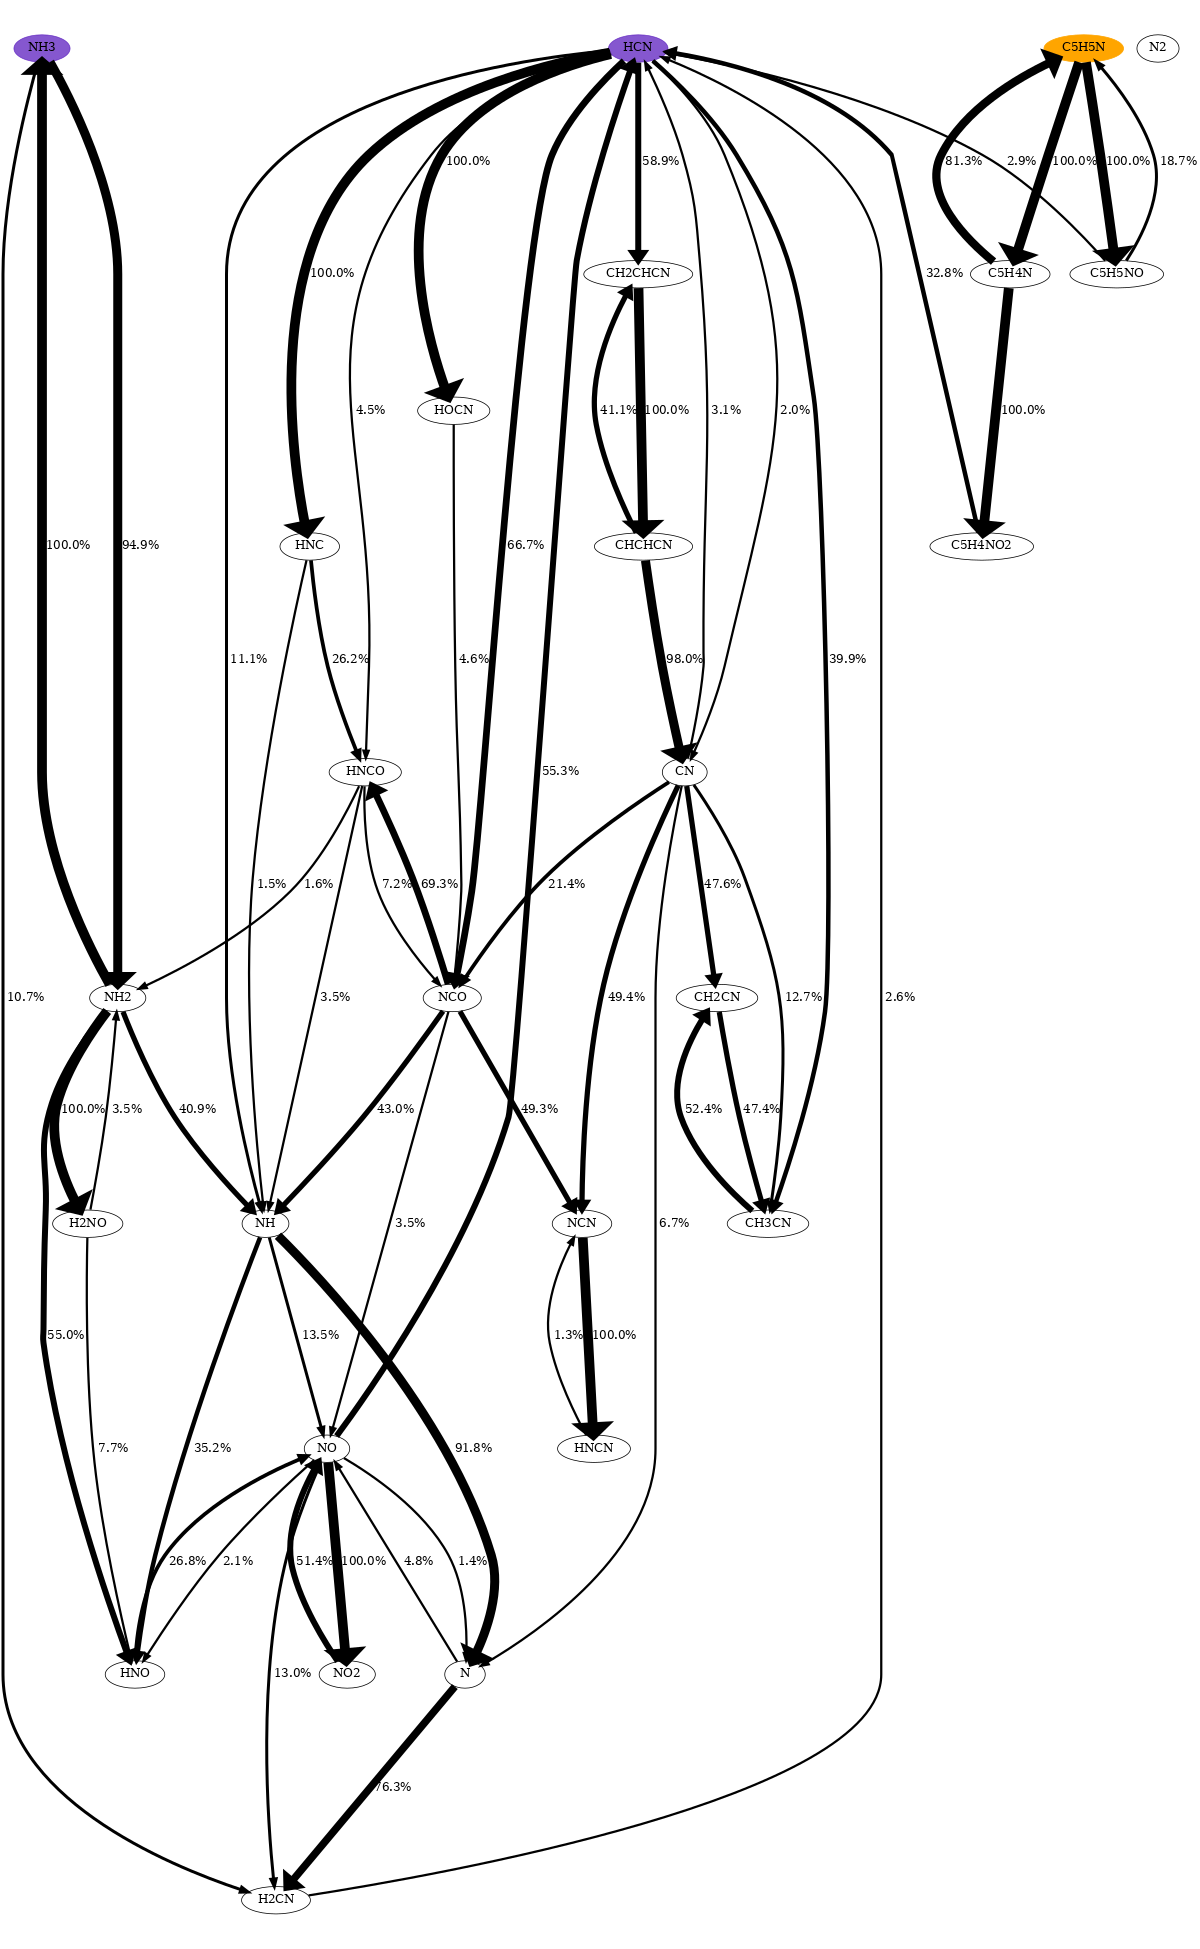 NH3
HCN
C5H5N
N2
100.0%
58.9%
81.3%
2.9%
100.0%
100.0%
18.7%
100.0%
CH2CHCN
C5H4N
C5H5NO
32.8%
4.5%
HOCN
41.1%
100.0%
3.1%
2.0%
100.0%
100.0%
94.9%
HNC
66.7%
CHCHCN
C5H4NO2
11.1%
26.2%
4.6%
98.0%
39.9%
HNCO
55.3%
CN
1.5%
1.6%
7.2%
69.3%
21.4%
47.6%
10.7%
NH2
3.5%
NCO
49.4%
CH2CN
12.7%
2.6%
100.0%
3.5%
40.9%
43.0%
49.3%
52.4%
47.4%
H2NO
NH
3.5%
NCN
6.7%
CH3CN
55.0%
13.5%
1.3%
100.0%
7.7%
35.2%
NO
91.8%
HNCN
26.8%
2.1%
51.4%
100.0%
4.8%
1.4%
HNO
13.0%
NO2
N
76.3%
H2CN